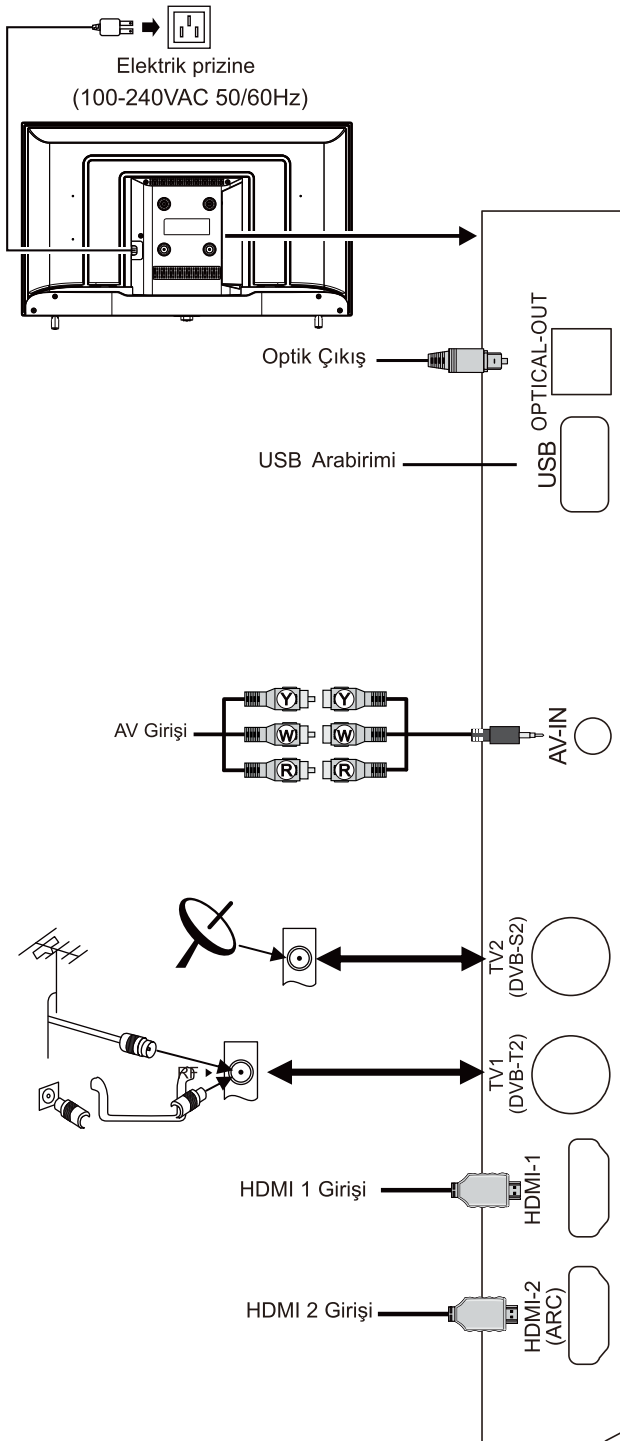 Elektrik prizine
(100-240VAC 50/60Hz)
Optik Çıkış
OPTICAL-OUT
USB Arabirimi
USB
AV Girişi
Y
Y
W
W
R
R
AV-IN
TV2
(DVB-S2)
RF
TV1
(DVB-T2)
HDMI 1 Girişi
HDMI-1
HDMI 2 Girişi
HDMI-2
(ARC)